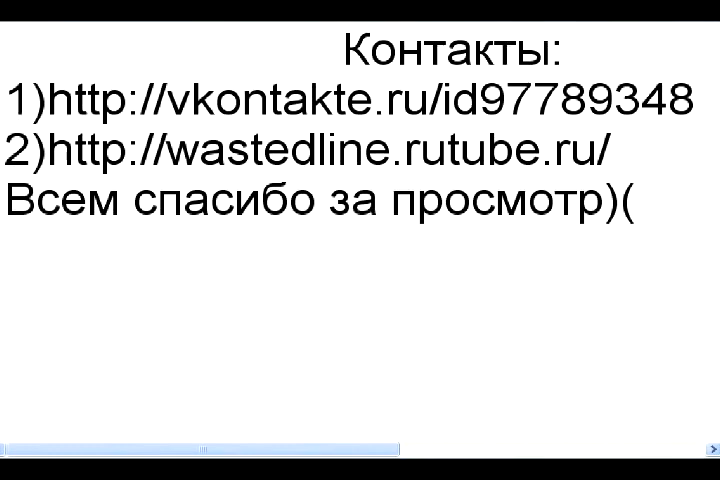 Контакты:
1)http://vkontakte.ru/id97789348
2)http://wastedline.rutube.ru/
Всем спасибо за просмотр)(